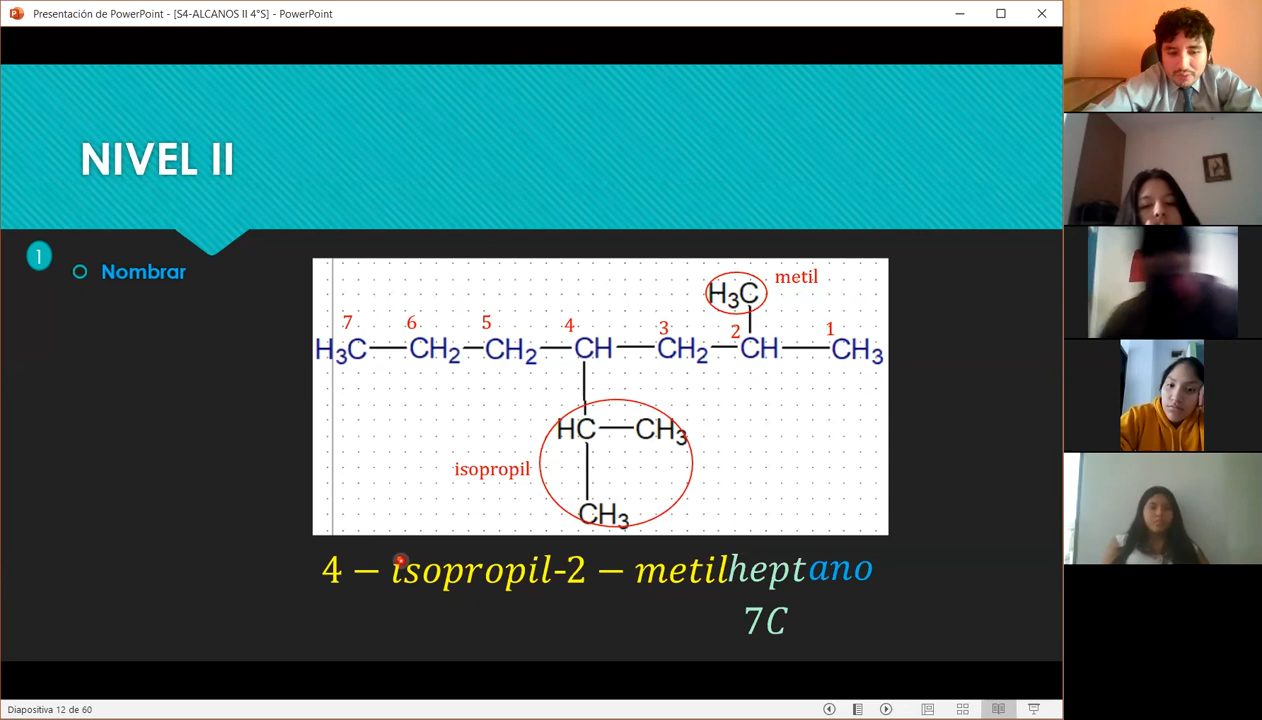 Presentación de PowerPoint - [S4-ALCANOS II 4°S] - PowerPoint
NIVEL II
1
Nombrar
H₃C
metil
7 6 5 4 3 2 1
H₃C—CH₂—CH₂—CH—CH₂—CH—CH₃
HC—CH₃
isopropil
CH₃
4 − isopropil-2 − metilheptano
7C
Diapositiva 12 de 60